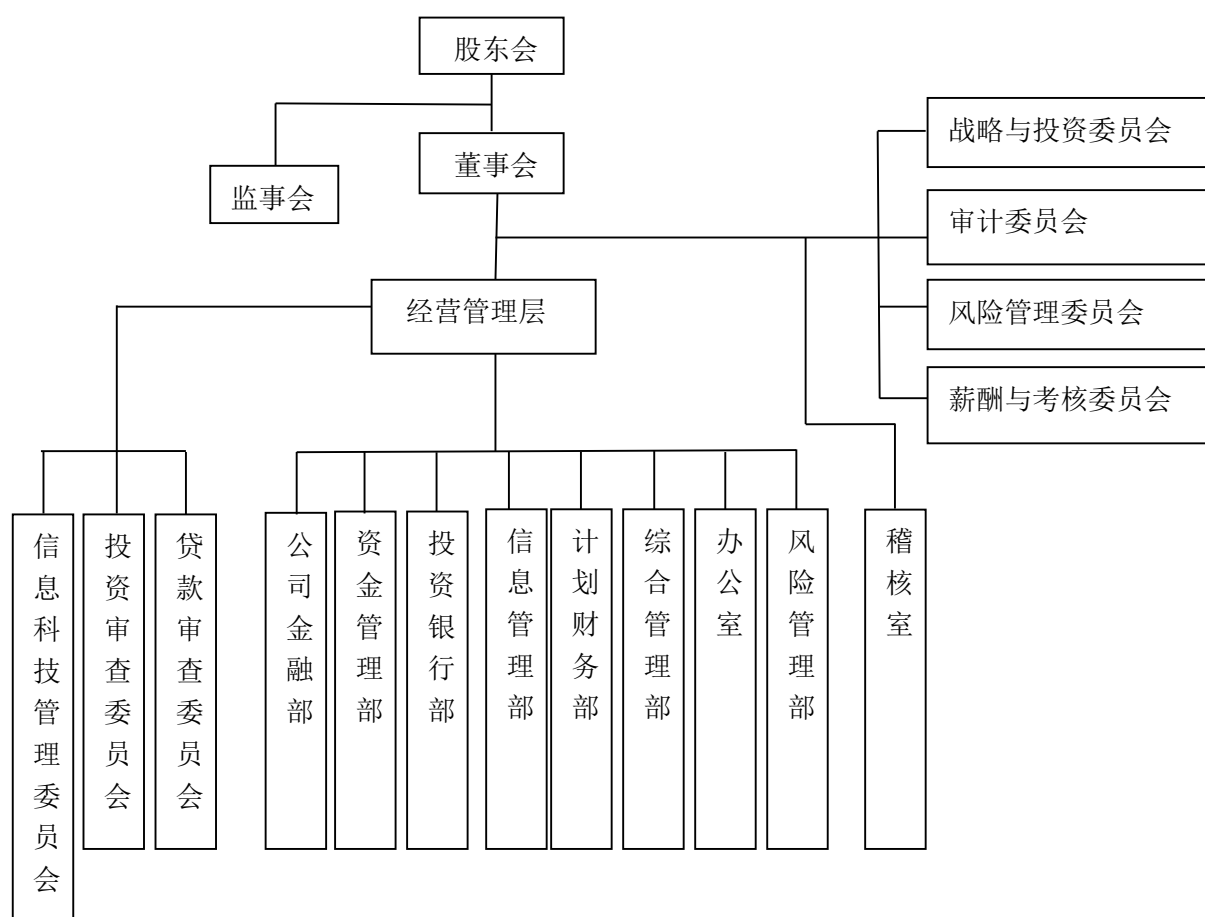 股东会
董事会
监事会
战略与投资委员会
审计委员会
风险管理委员会
薪酬与考核委员会
经营管理层
信息科技管理委员会
投资审查委员会
贷款审查委员会
公司金融部
资金管理部
投资银行部
信息管理部
计划财务部
综合管理部
办公室
风险管理部
稽核室